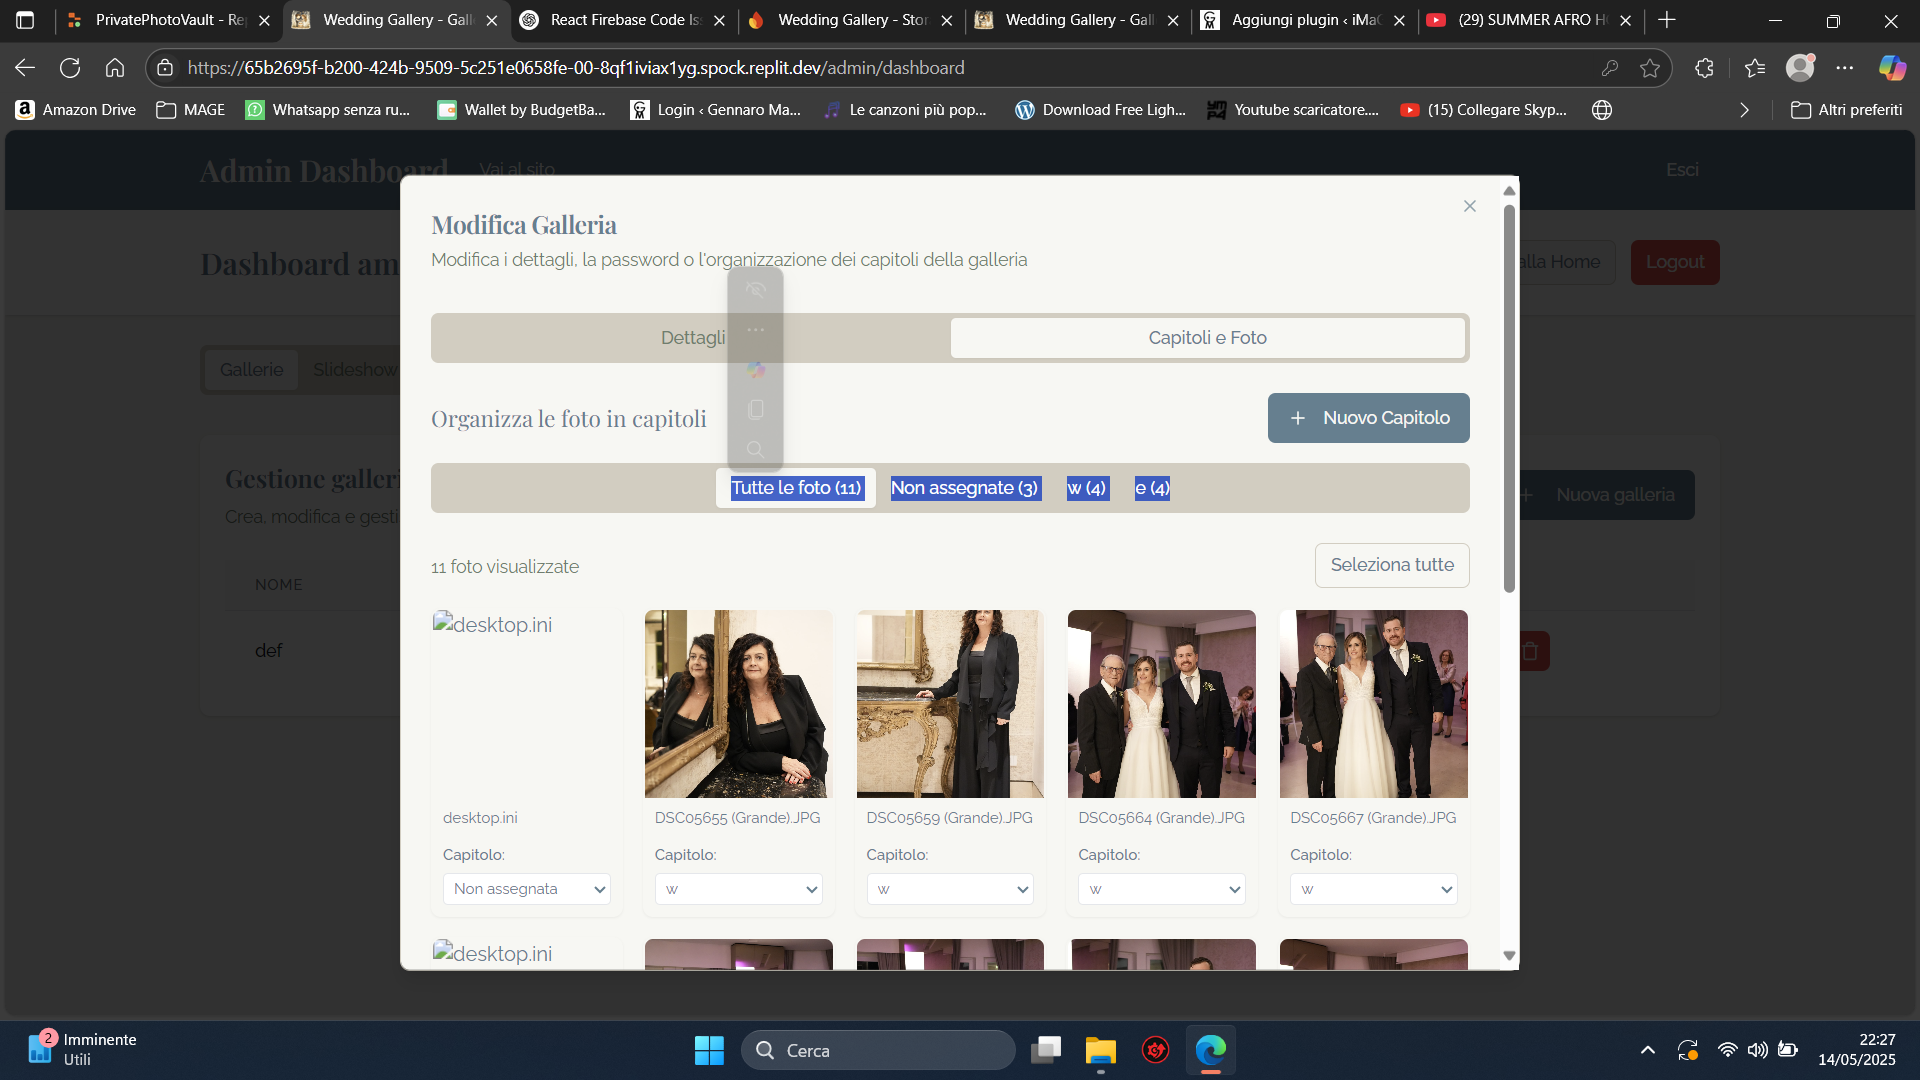 PrivatePhotoVault - Rep
Wedding Gallery - Gall
React Firebase Code Iss
Wedding Gallery - Stor
Wedding Gallery - Gall
Aggiungi plugin ‹ iMaG
(29) SUMMER AFRO H
https://65b2695f-b200-424b-9509-5c251e0658fe-00-8qf1iviax1yg.spock.replit.dev/admin/dashboard
Amazon Drive
MAGE
Whatsapp senza ru...
Wallet by BudgetBa...
Login ‹ Gennaro Ma...
Le canzoni più pop...
Download Free Ligh...
Youtube scaricatore....
(15) Collegare Skyp...
Altri preferiti
Admin Dashboard
Vai al sito
Esci
Modifica Galleria
Modifica i dettagli, la password o l'organizzazione dei capitoli della galleria
Dashboard am
alla Home
Logout
Dettagli
Capitoli e Foto
Gallerie
Slideshow
Organizza le foto in capitoli
+ Nuovo Capitolo
Gestione galleri
Crea, modifica e gesti
+ Nuova galleria
Tutte le foto (11)
Non assegnate (3)
w (4)
e (4)
11 foto visualizzate
Seleziona tutte
NOME
def
desktop.ini
desktop.ini
DSC05655 (Grande).JPG
DSC05659 (Grande).JPG
DSC05664 (Grande).JPG
DSC05667 (Grande).JPG
Capitolo:
Capitolo:
Capitolo:
Capitolo:
Capitolo:
Non assegnata
w
w
w
w
desktop.ini
2
Imminente
Utili
Cerca
22:27
14/05/2025